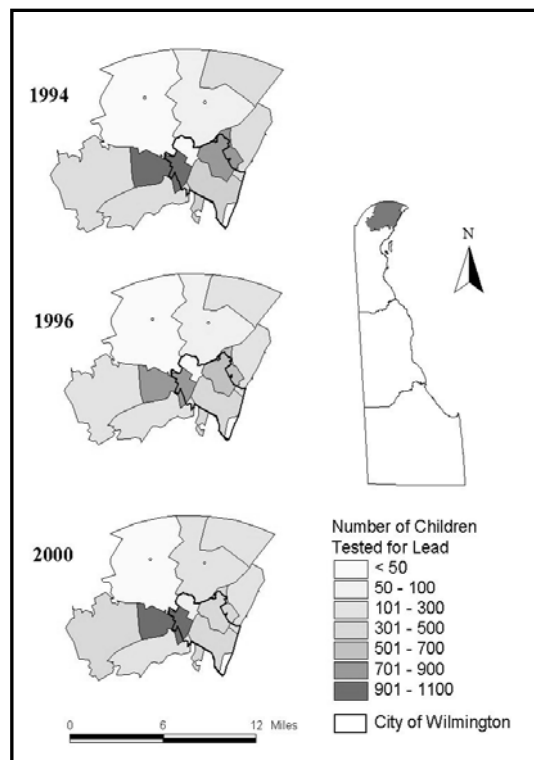 1994
N
1996
2000
Number of Children
Tested for Lead
< 50
50 - 100
101 - 300
301 - 500
501 - 700
701 - 900
901 - 1100
City of Wilmington
0 6 12 Miles